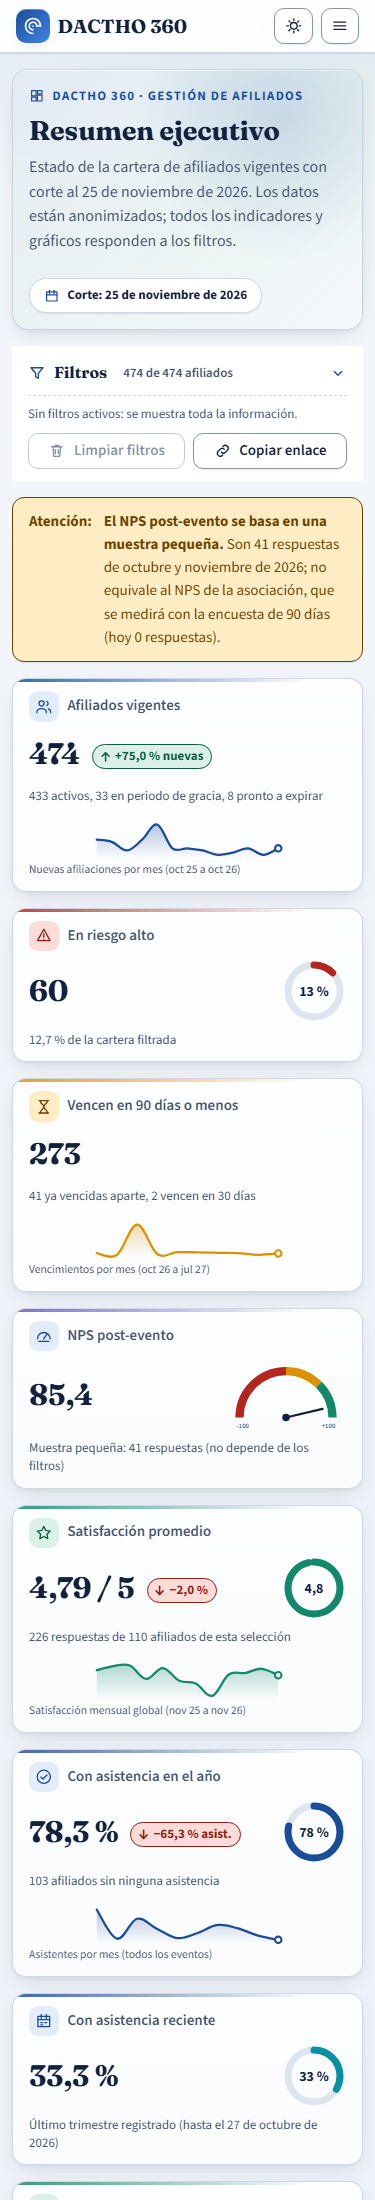 DACTHO 360
DACTHO 360 · GESTIÓN DE AFILIADOS
Resumen ejecutivo
Estado de la cartera de afiliados vigentes con
corte al 25 de noviembre de 2026. Los datos
están anonimizados; todos los indicadores y
gráficos responden a los filtros.
Corte: 25 de noviembre de 2026
Filtros 474 de 474 afiliados
Sin filtros activos: se muestra toda la información.
Limpiar filtros Copiar enlace
Atención: El NPS post-evento se basa en una
muestra pequeña. Son 41 respuestas
de octubre y noviembre de 2026; no
equivale al NPS de la asociación, que
se medirá con la encuesta de 90 días
(hoy 0 respuestas).
Afiliados vigentes
474 ↑ +75,0 % nuevas
433 activos, 33 en periodo de gracia, 8 pronto a expirar
Nuevas afiliaciones por mes (oct 25 a oct 26)
En riesgo alto
60 13 %
12,7 % de la cartera filtrada
Vencen en 90 días o menos
273
41 ya vencidas aparte, 2 vencen en 30 días
Vencimientos por mes (oct 26 a jul 27)
NPS post-evento
85,4
-100 +100
Muestra pequeña: 41 respuestas (no depende de los
filtros)
Satisfacción promedio
4,79 / 5 ↓ −2,0 % 4,8
226 respuestas de 110 afiliados de esta selección
Satisfacción mensual global (nov 25 a nov 26)
Con asistencia en el año
78,3 % ↓ −65,3 % asist. 78 %
103 afiliados sin ninguna asistencia
Asistentes por mes (todos los eventos)
Con asistencia reciente
33,3 % 33 %
Último trimestre registrado (hasta el 27 de octubre de
2026)